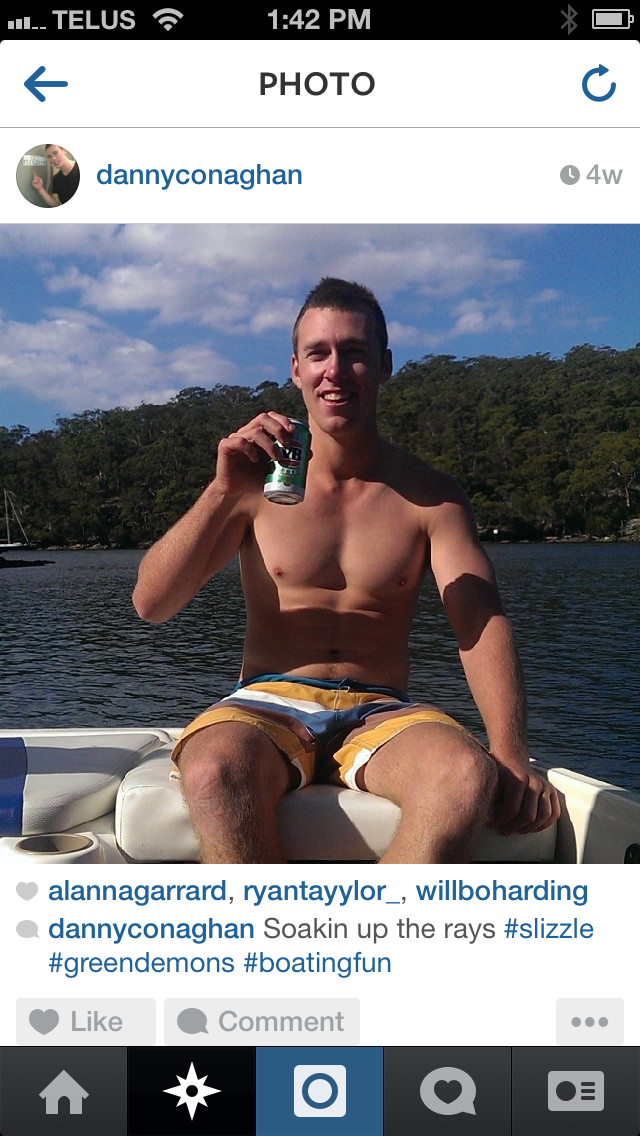 TELUS 1:42 PM
PHOTO
dannyconaghan 4w
alannagarrard, ryantayylor_, willboharding
dannyconaghan Soakin up the rays #slizzle
#greendemons #boatingfun
Like Comment